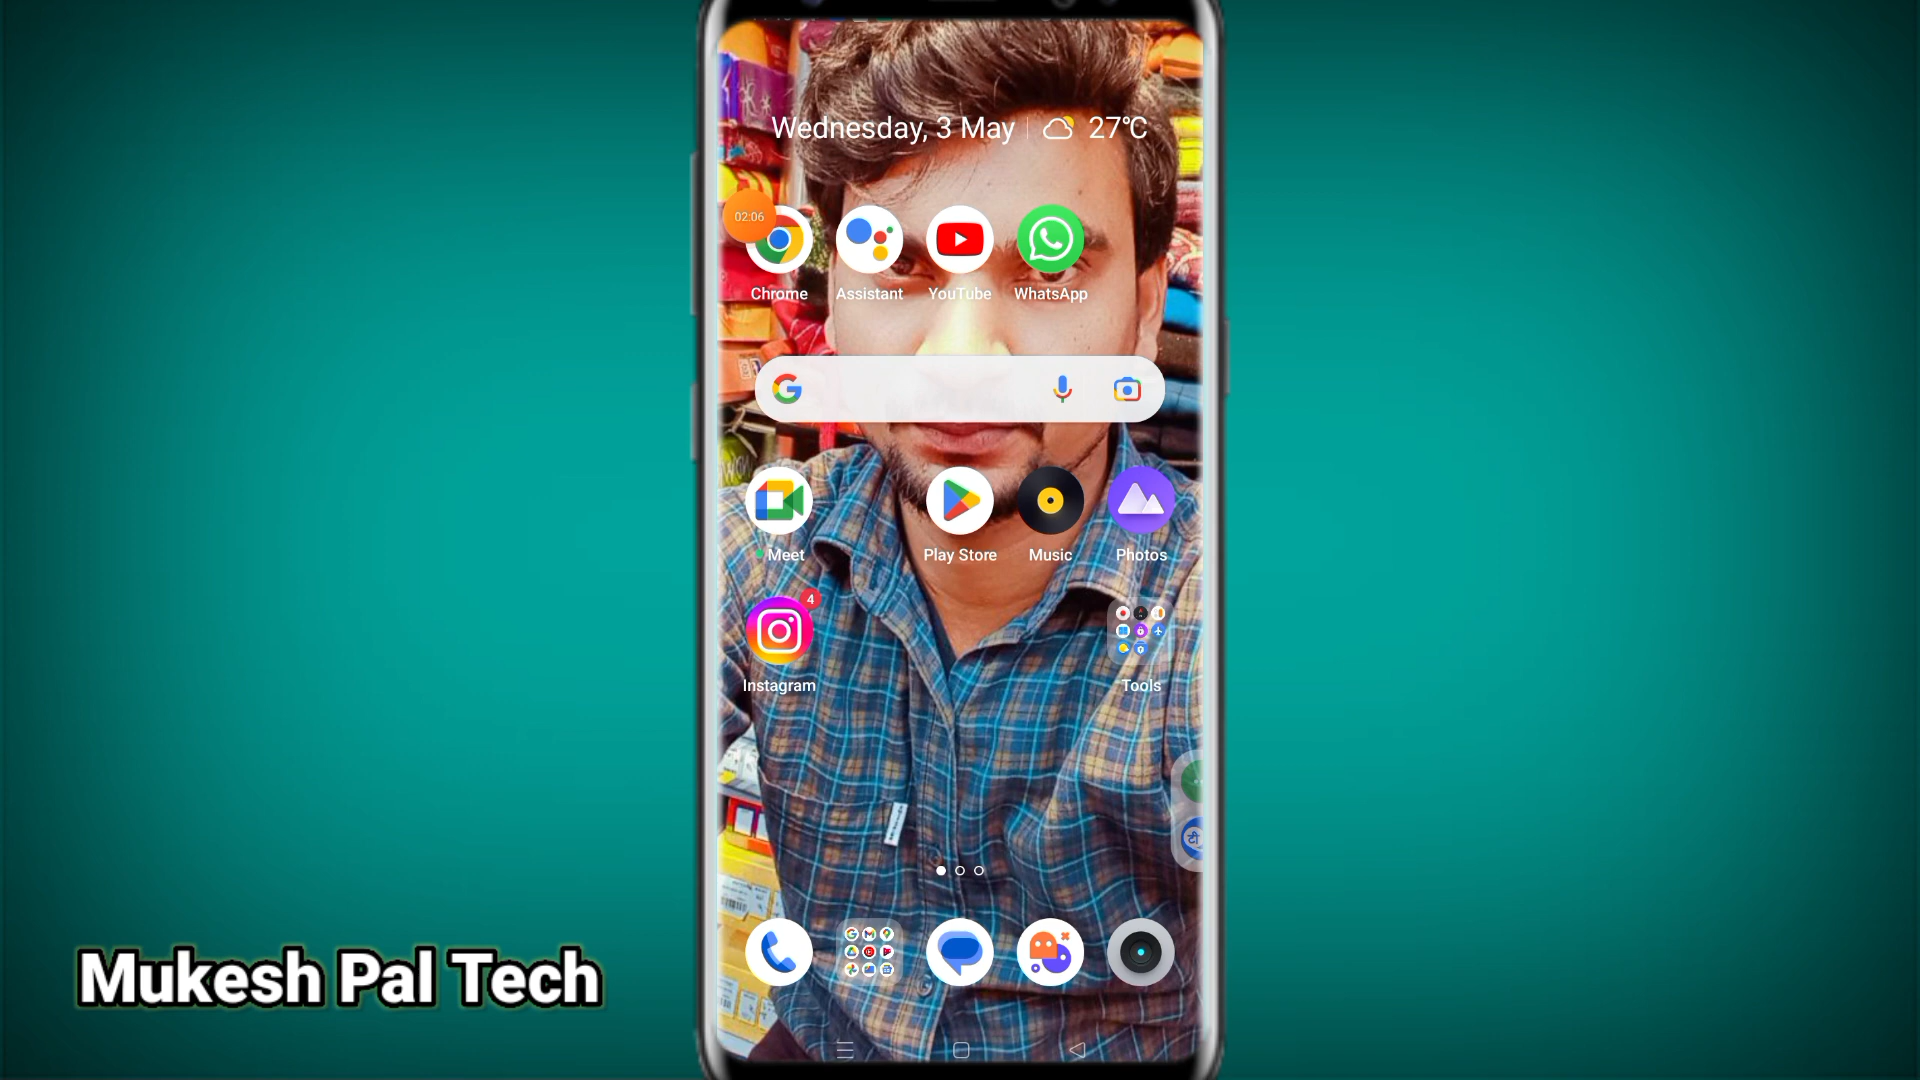 Wednesday, 3 May 27°C
02:06
Chrome Assistant YouTube WhatsApp
Meet Play Store Music Photos
4
Instagram Tools
Mukesh Pal Tech